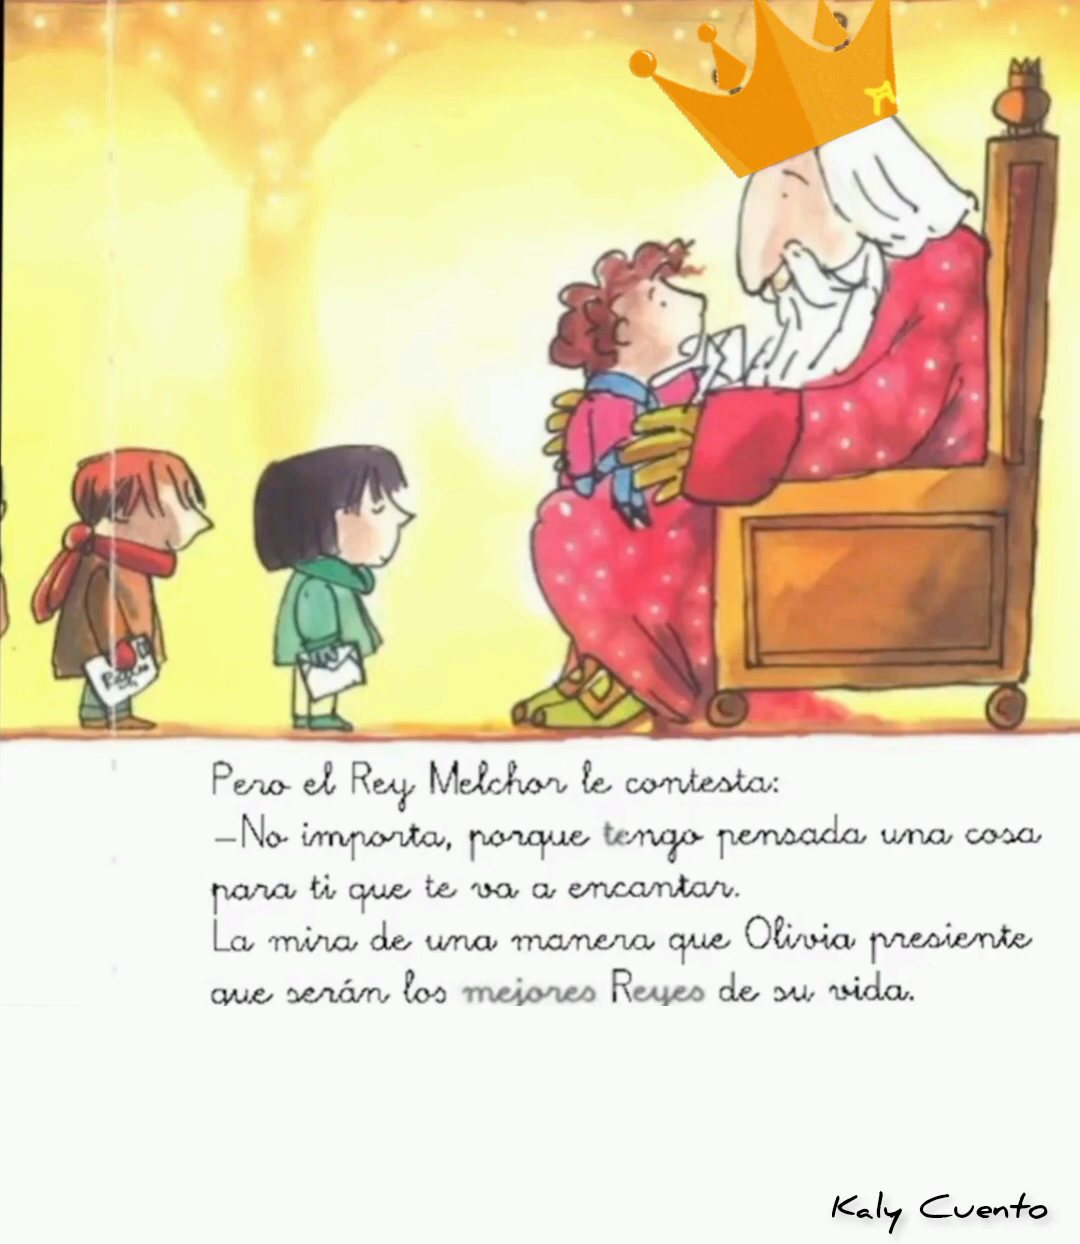 Pero el Rey Melchor le contesta:
—No importa, porque tengo pensada una cosa
para ti que te va a encantar.
La mira de una manera que Olivia presiente
que serán los mejores Reyes de su vida.
Kaly Cuento